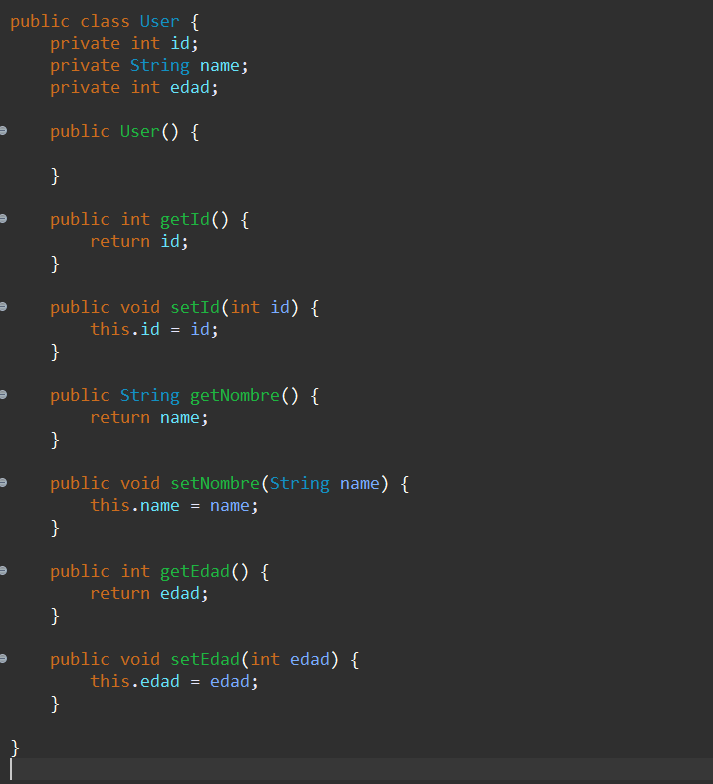 public class User {
    private int id;
    private String name;
    private int edad;

    public User() {

    }

    public int getId() {
        return id;
    }

    public void setId(int id) {
        this.id = id;
    }

    public String getNombre() {
        return name;
    }

    public void setNombre(String name) {
        this.name = name;
    }

    public int getEdad() {
        return edad;
    }

    public void setEdad(int edad) {
        this.edad = edad;
    }

}